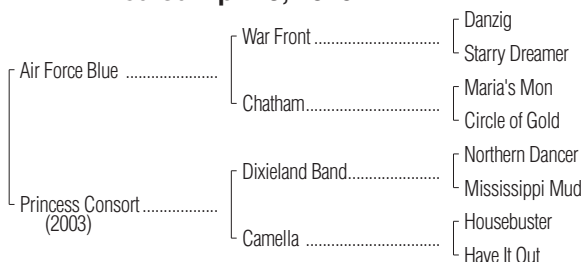 Danzig
War Front ................................
Starry Dreamer
Air Force Blue .....................
Maria's Mon
Chatham..................................
Circle of Gold
Northern Dancer
Dixieland Band.......................
Mississippi Mud
Princess Consort .................
(2003)
Housebuster
Camella ..................................
Have It Out